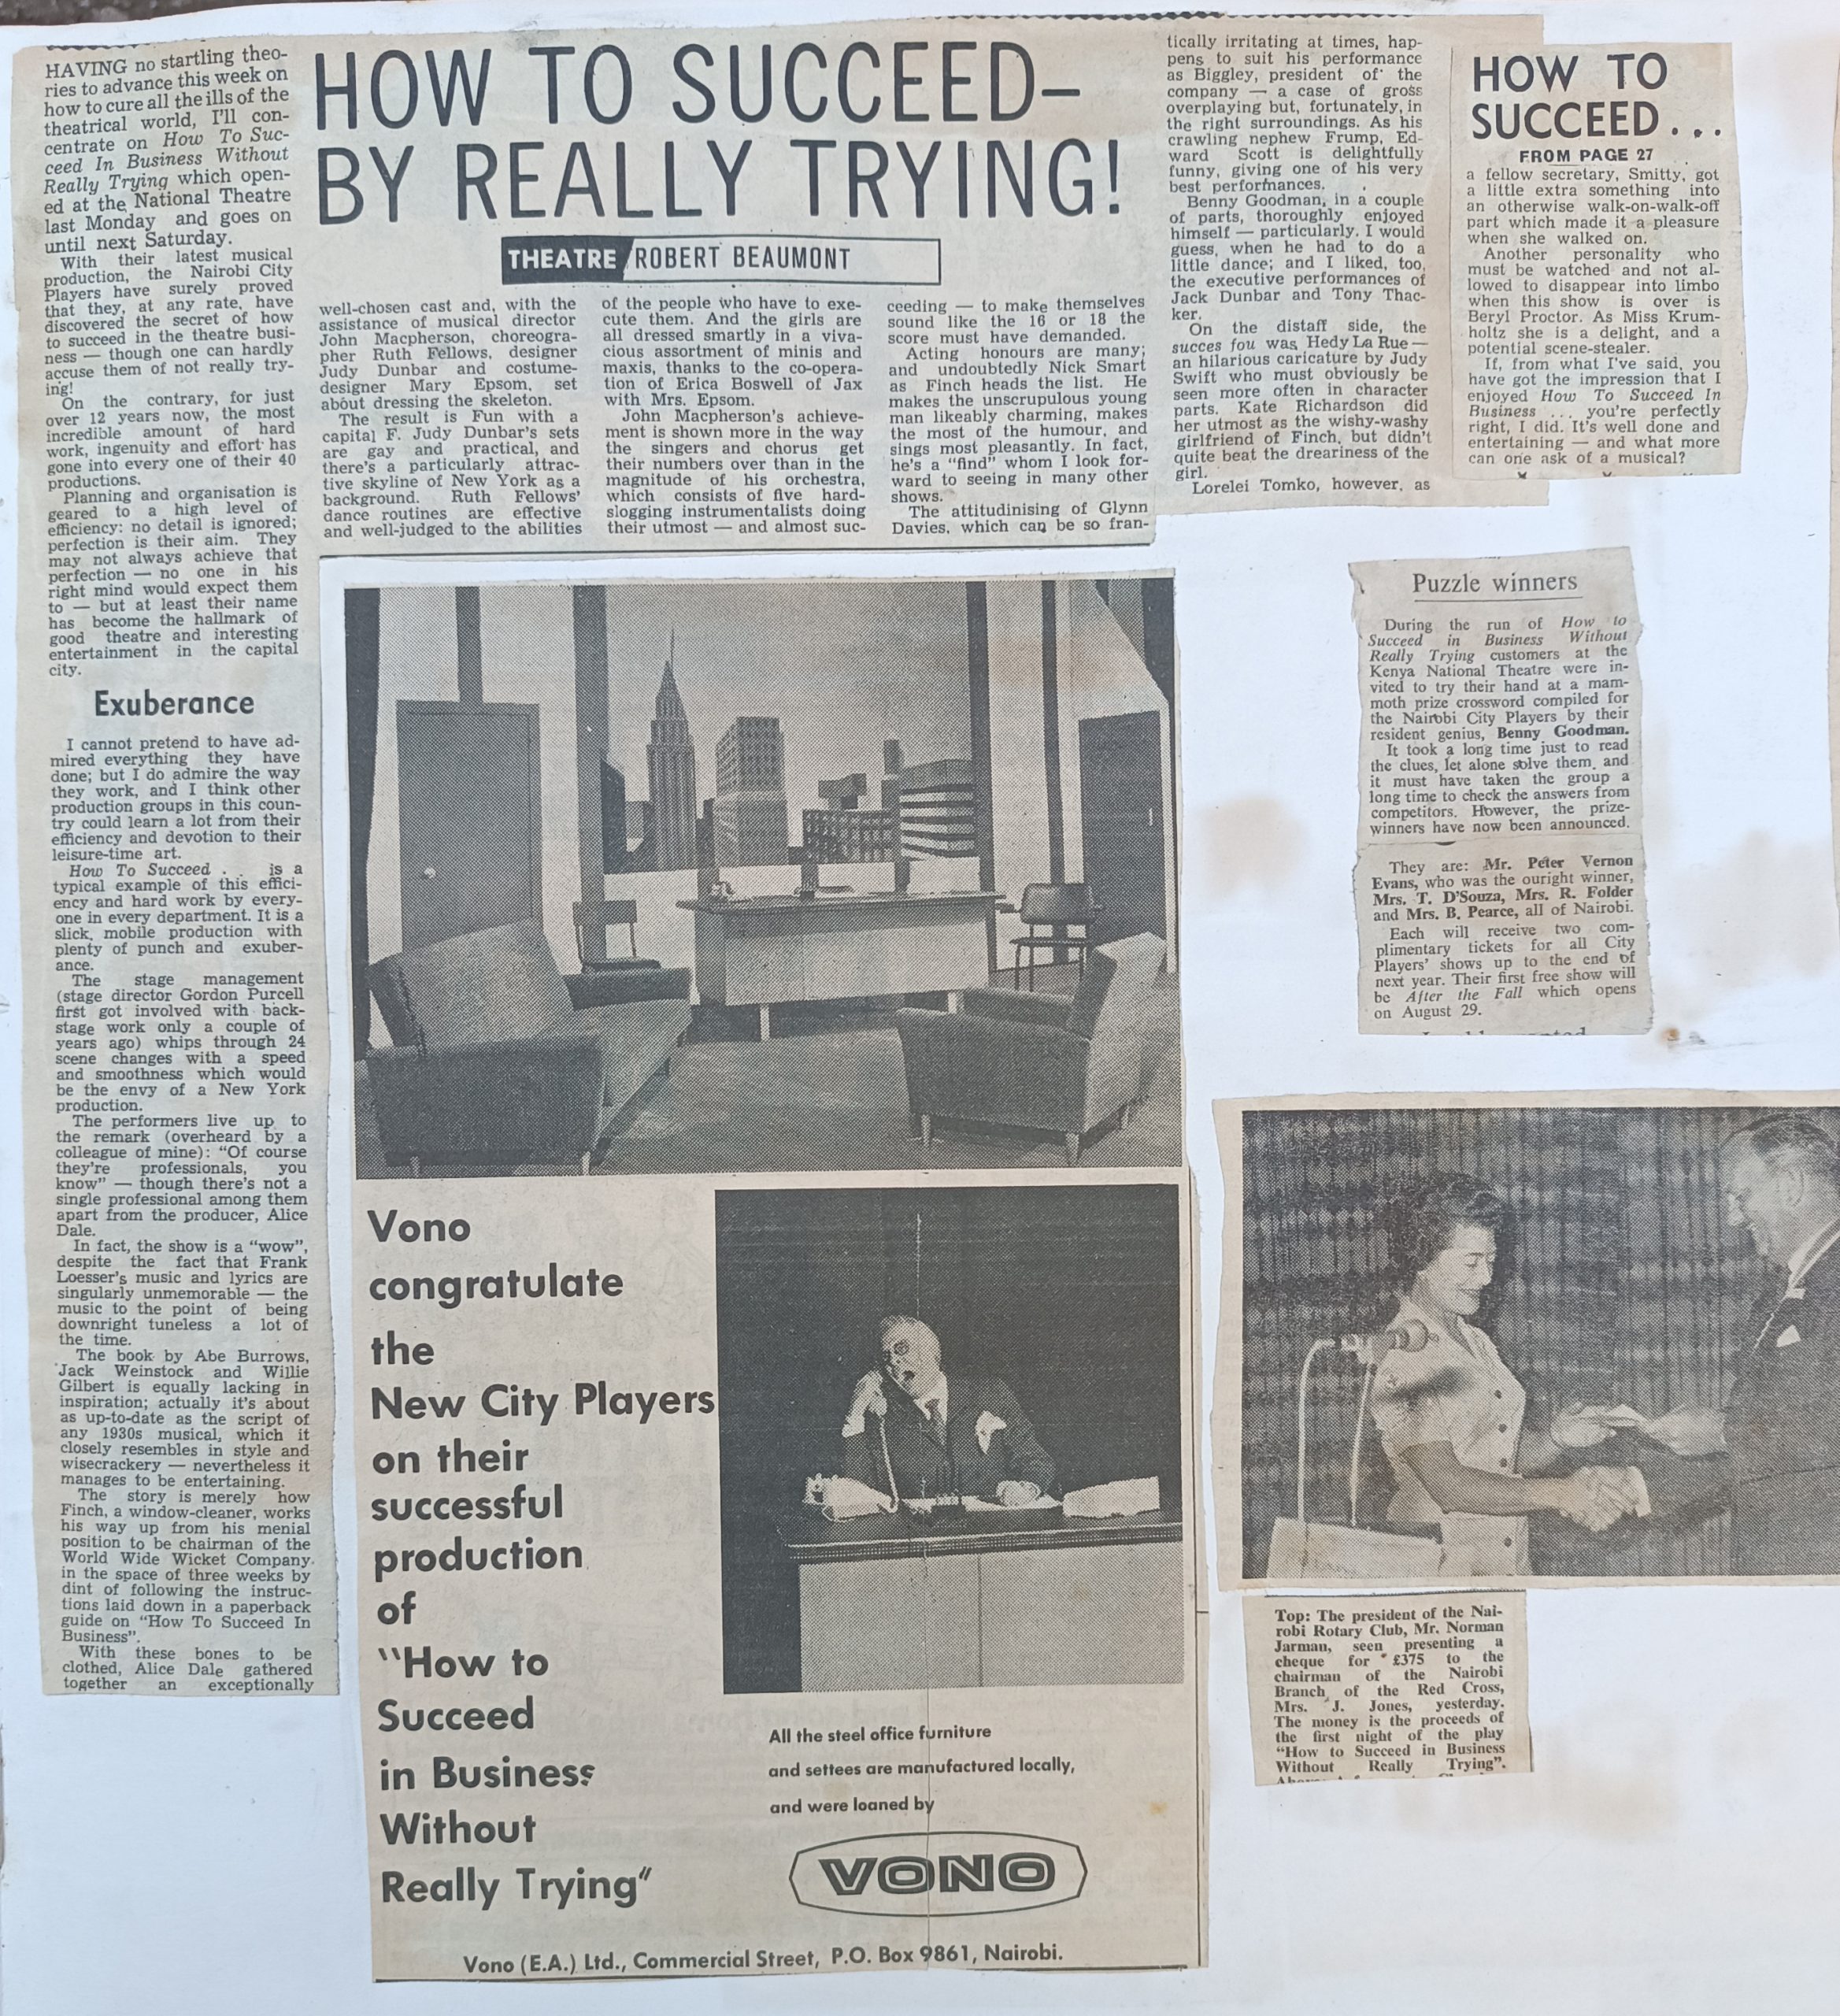 HAVING no startling theo-
ries to advance this week on
how to cure all the ills of the
theatrical world, I'll con-
centrate on How To Suc-
ceed In Business Without
Really Trying which open-
ed at the National Theatre
last Monday and goes on
until next Saturday.
With their latest musical
production, the Nairobi City
Players have surely proved
that they, at any rate, have
discovered the secret of how
to succeed in the theatre busi-
ness — though one can hardly
accuse them of not really try-
ing!
On the contrary, for just
over 12 years now, the most
incredible amount of hard
work, ingenuity and effort has
gone into every one of their 40
productions.
Planning and organisation is
geared to a high level of
efficiency: no detail is ignored;
perfection is their aim. They
may not always achieve that
perfection — no one in his
right mind would expect them
to — but at least their name
has become the hallmark of
good theatre and interesting
entertainment in the capital
city.
Exuberance
I cannot pretend to have ad-
mired everything they have
done; but I do admire the way
they work, and I think other
production groups in this coun-
try could learn a lot from their
efficiency and devotion to their
leisure-time art.
How To Succeed . . is a
typical example of this effici-
ency and hard work by every-
one in every department. It is a
slick, mobile production with
plenty of punch and exuber-
ance.
The stage management
(stage director Gordon Purcell
first got involved with back-
stage work only a couple of
years ago) whips through 24
scene changes with a speed
and smoothness which would
be the envy of a New York
production.
The performers live up to
the remark (overheard by a
colleague of mine): "Of course
they're professionals, you
know" — though there's not a
single professional among them
apart from the producer, Alice
Dale.
In fact, the show is a "wow",
despite the fact that Frank
Loesser's music and lyrics are
singularly unmemorable — the
music to the point of being
downright tuneless a lot of
the time.
The book by Abe Burrows,
Jack Weinstock and Willie
Gilbert is equally lacking in
inspiration; actually it's about
as up-to-date as the script of
any 1930s musical, which it
closely resembles in style and
wisecrackery — nevertheless it
manages to be entertaining.
The story is merely how
Finch, a window-cleaner, works
his way up from his menial
position to be chairman of the
World Wide Wicket Company
in the space of three weeks by
dint of following the instruc-
tions laid down in a paperback
guide on "How To Succeed In
Business".
With these bones to be
clothed, Alice Dale gathered
together an exceptionally
HOW TO SUCCEED–
BY REALLY TRYING!
THEATRE / ROBERT BEAUMONT
well-chosen cast and, with the
assistance of musical director
John Macpherson, choreogra-
pher Ruth Fellows, designer
Judy Dunbar and costume-
designer Mary Epsom, set
about dressing the skeleton.
The result is Fun with a
capital F. Judy Dunbar's sets
are gay and practical, and
there's a particularly attrac-
tive skyline of New York as a
background. Ruth Fellows'
dance routines are effective
and well-judged to the abilities
of the people who have to exe-
cute them. And the girls are
all dressed smartly in a viva-
cious assortment of minis and
maxis, thanks to the co-opera-
tion of Erica Boswell of Jax
with Mrs. Epsom.
John Macpherson's achieve-
ment is shown more in the way
the singers and chorus get
their numbers over than in the
magnitude of his orchestra,
which consists of five hard-
slogging instrumentalists doing
their utmost — and almost suc-
ceeding — to make themselves
sound like the 16 or 18 the
score must have demanded.
Acting honours are many;
and undoubtedly Nick Smart
as Finch heads the list. He
makes the unscrupulous young
man likeably charming, makes
the most of the humour, and
sings most pleasantly. In fact,
he's a "find" whom I look for-
ward to seeing in many other
shows.
The attitudinising of Glynn
Davies, which can be so fran-
tically irritating at times, hap-
pens to suit his performance
as Biggley, president of the
company — a case of gross
overplaying but, fortunately, in
the right surroundings. As his
crawling nephew Frump, Ed-
ward Scott is delightfully
funny, giving one of his very
best performances.
Benny Goodman, in a couple
of parts, thoroughly enjoyed
himself — particularly, I would
guess, when he had to do a
little dance; and I liked, too,
the executive performances of
Jack Dunbar and Tony Thac-
ker.
On the distaff side, the
succes fou was Hedy La Rue —
an hilarious caricature by Judy
Swift who must obviously be
seen more often in character
parts. Kate Richardson did
her utmost as the wishy-washy
girlfriend of Finch, but didn't
quite beat the dreariness of the
girl.
Lorelei Tomko, however, as
HOW TO
SUCCEED . . .
FROM PAGE 27
a fellow secretary, Smitty, got
a little extra something into
an otherwise walk-on-walk-off
part which made it a pleasure
when she walked on.
Another personality who
must be watched and not al-
lowed to disappear into limbo
when this show is over is
Beryl Proctor. As Miss Krum-
holtz she is a delight, and a
potential scene-stealer.
If, from what I've said, you
have got the impression that I
enjoyed How To Succeed In
Business ... you're perfectly
right, I did. It's well done and
entertaining — and what more
can one ask of a musical?
Puzzle winners
During the run of How to
Succeed in Business Without
Really Trying customers at the
Kenya National Theatre were in-
vited to try their hand at a mam-
moth prize crossword compiled for
the Nairobi City Players by their
resident genius, Benny Goodman.
It took a long time just to read
the clues, let alone solve them, and
it must have taken the group a
long time to check the answers from
competitors. However, the prize-
winners have now been announced.
They are: Mr. Peter Vernon
Evans, who was the ouright winner,
Mrs. T. D'Souza, Mrs. R. Folder
and Mrs. B. Pearce, all of Nairobi.
Each will receive two com-
plimentary tickets for all City
Players' shows up to the end of
next year. Their first free show will
be After the Fall which opens
on August 29.
Vono
congratulate
the
New City Players
on their
successful
production
of
"How to
Succeed
in Business
Without
Really Trying"
All the steel office furniture
and settees are manufactured locally,
and were loaned by
VONO
Vono (E.A.) Ltd., Commercial Street, P.O. Box 9861, Nairobi.
Top: The president of the Nai-
robi Rotary Club, Mr. Norman
Jarman, seen presenting a
cheque for £375 to the
chairman of the Nairobi
Branch of the Red Cross,
Mrs. J. Jones, yesterday.
The money is the proceeds of
the first night of the play
"How to Succeed in Business
Without Really Trying".